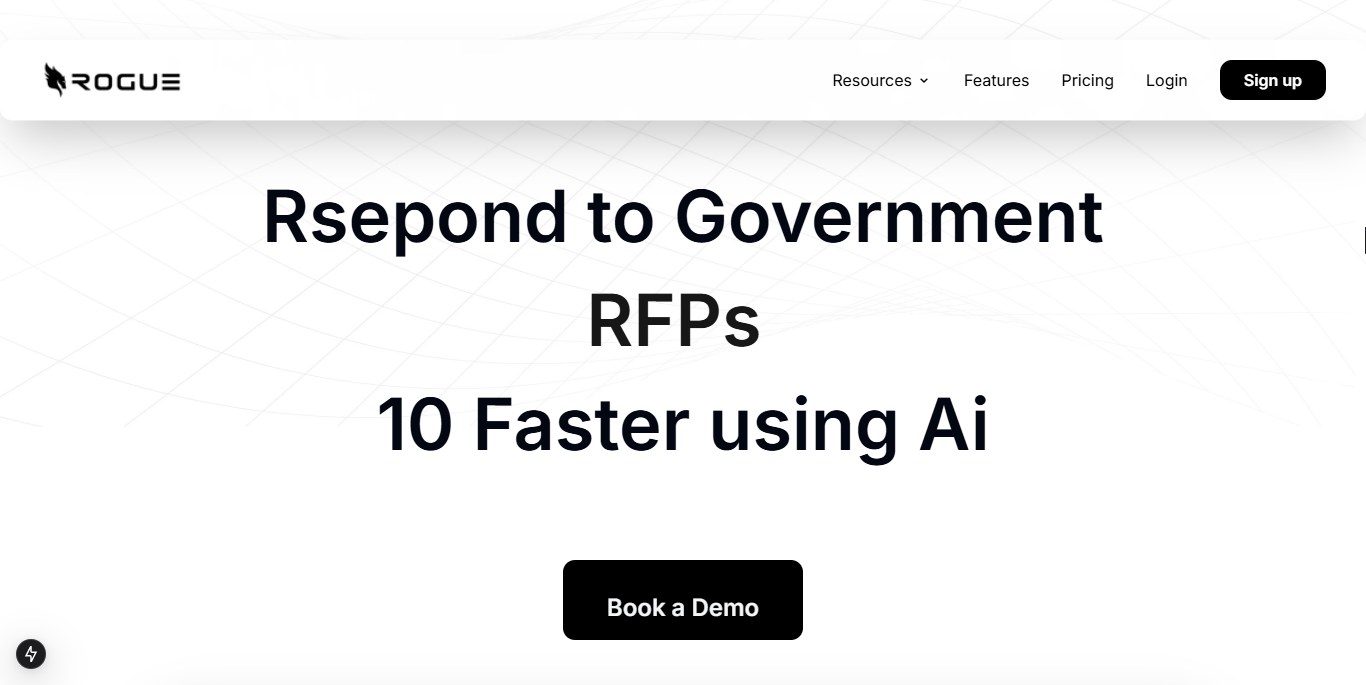 ROGUE
Resources
Features
Pricing
Login
Sign up
Rsepond to Government
RFPs
10 Faster using Ai
Book a Demo